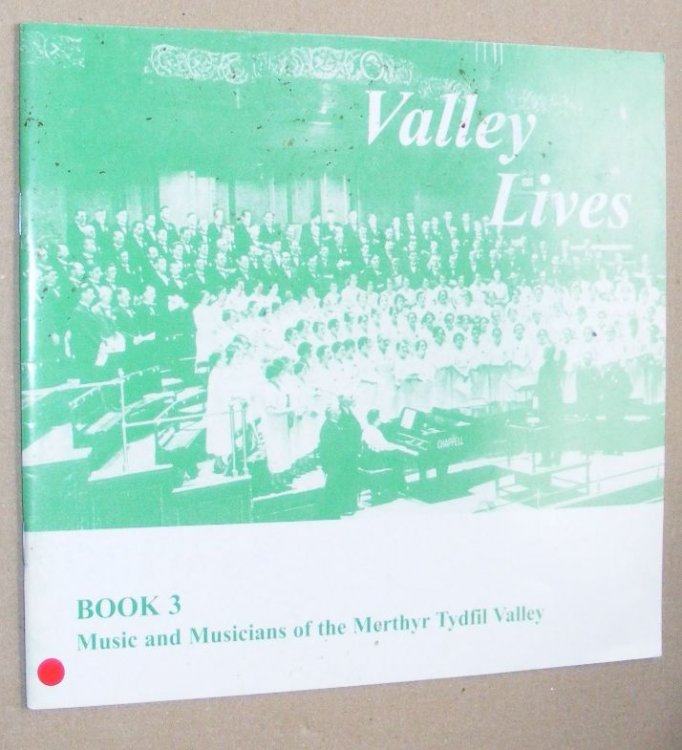 Valley
Lives
CHAPPELL
BOOK 3
Music and Musicians of the Merthyr Tydfil Valley